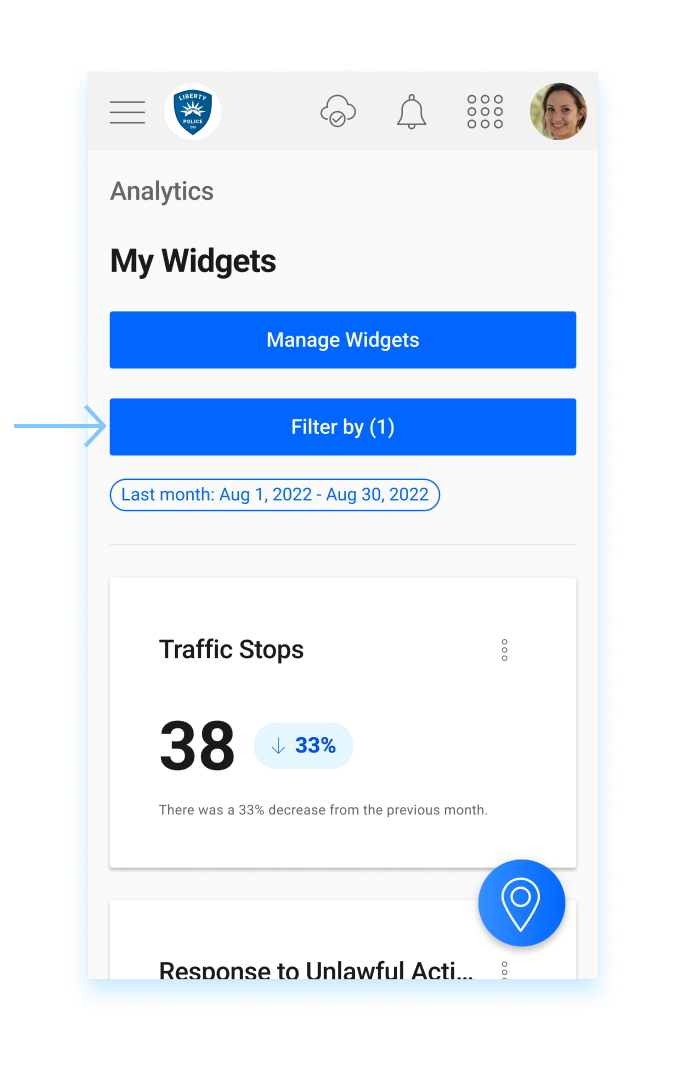 LIBERTY
POLICE
CO
Analytics
My Widgets
Manage Widgets
Filter by (1)
Last month: Aug 1, 2022 - Aug 30, 2022
Traffic Stops
38
33%
There was a 33% decrease from the previous month.
Response to Unlawful Acti...